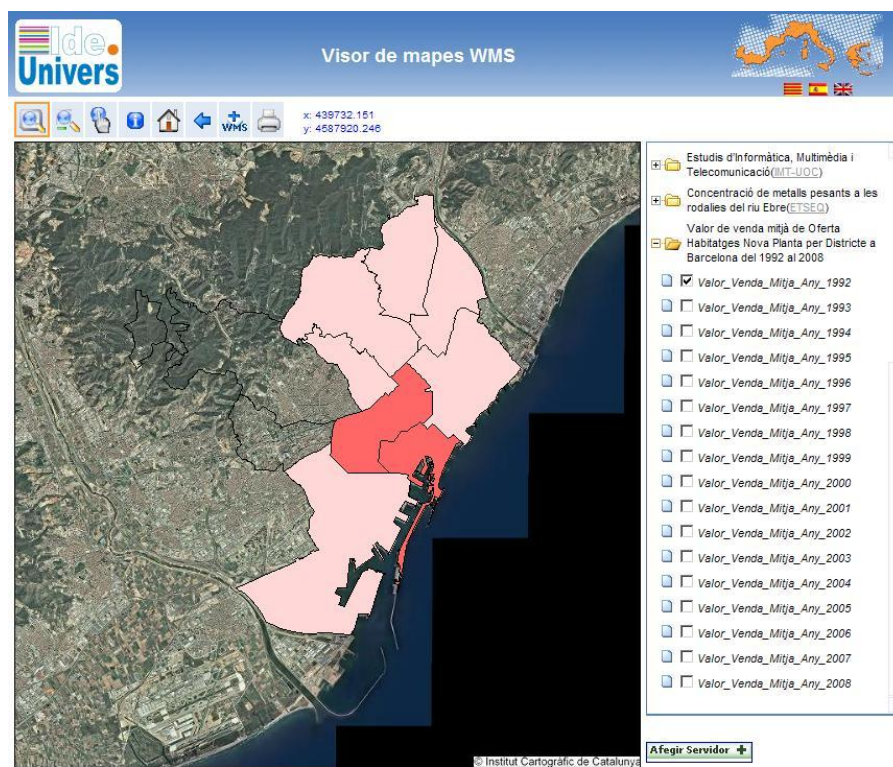 Ide.
Univers
Visor de mapes WMS
WMS
x: 439732.151
y: 4587920.246
Estudis d'Informàtica, Multimèdia i
Telecomunicació(IMT-UOC)
Concentració de metalls pesants a les
rodalies del riu Ebre(ETSEQ)
Valor de venda mitjà de Oferta
Habitatges Nova Planta per Districte a
Barcelona del 1992 al 2008
Valor_Venda_Mitja_Any_1992
Valor_Venda_Mitja_Any_1993
Valor_Venda_Mitja_Any_1994
Valor_Venda_Mitja_Any_1995
Valor_Venda_Mitja_Any_1996
Valor_Venda_Mitja_Any_1997
Valor_Venda_Mitja_Any_1998
Valor_Venda_Mitja_Any_1999
Valor_Venda_Mitja_Any_2000
Valor_Venda_Mitja_Any_2001
Valor_Venda_Mitja_Any_2002
Valor_Venda_Mitja_Any_2003
Valor_Venda_Mitja_Any_2004
Valor_Venda_Mitja_Any_2005
Valor_Venda_Mitja_Any_2006
Valor_Venda_Mitja_Any_2007
Valor_Venda_Mitja_Any_2008
© Institut Cartogràfic de Catalunya
Afegir Servidor +